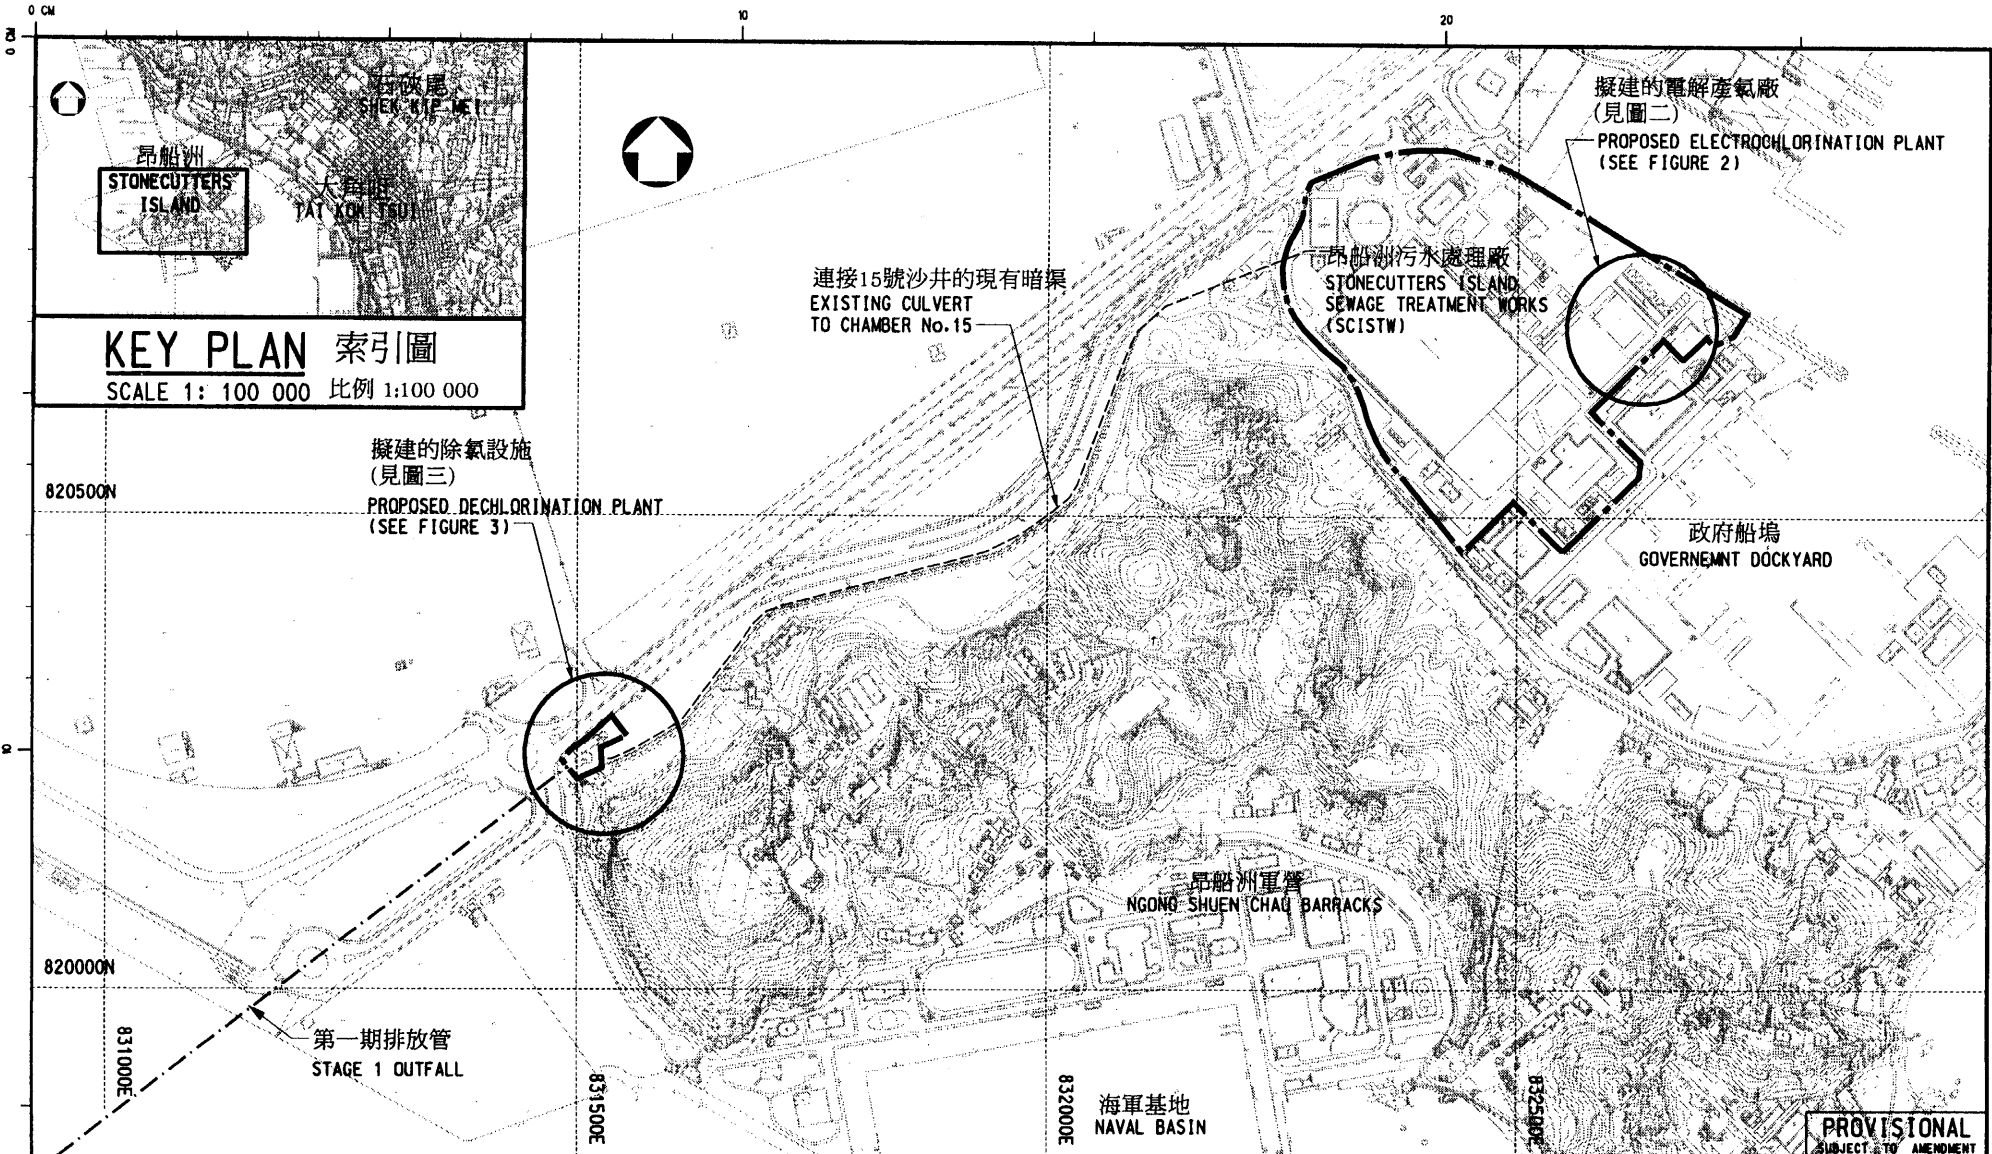 0 CM
10
20
0 CM
10
石硤尾
SHEK KIP MEI
昂船洲
STONECUTTERS
ISLAND
大角咀
TAI KOK TSUI
KEY PLAN 索引圖
SCALE 1: 100 000 比例 1:100 000
擬建的電解產氯廠
(見圖二)
PROPOSED ELECTROCHLORINATION PLANT
(SEE FIGURE 2)
連接15號沙井的現有暗渠
EXISTING CULVERT
TO CHAMBER No.15
昂船洲污水處理廠
STONECUTTERS ISLAND
SEWAGE TREATMENT WORKS
(SCISTW)
擬建的除氯設施
(見圖三)
PROPOSED DECHLORINATION PLANT
(SEE FIGURE 3)
820500N
政府船塢
GOVERNEMNT DOCKYARD
昂船洲軍營
NGONG SHUEN CHAU BARRACKS
820000N
第一期排放管
STAGE 1 OUTFALL
831000E
831500E
832000E
832500E
海軍基地
NAVAL BASIN
PROVISIONAL
SUBJECT TO AMENDMENT